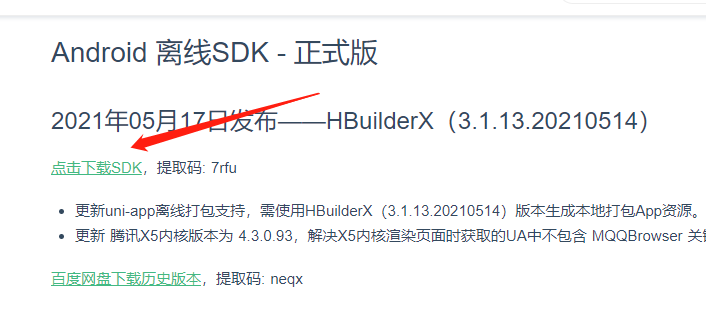 Android 离线SDK - 正式版
2021年05月17日发布——HBuilderX（3.1.13.20210514）
点击下载SDK，提取码: 7rfu
更新uni-app离线打包支持，需使用HBuilderX（3.1.13.20210514）版本生成本地打包App资源。
更新 腾讯X5内核版本为 4.3.0.93，解决X5内核渲染页面时获取的UA中不包含 MQQBrowser 关
百度网盘下载历史版本，提取码: neqx